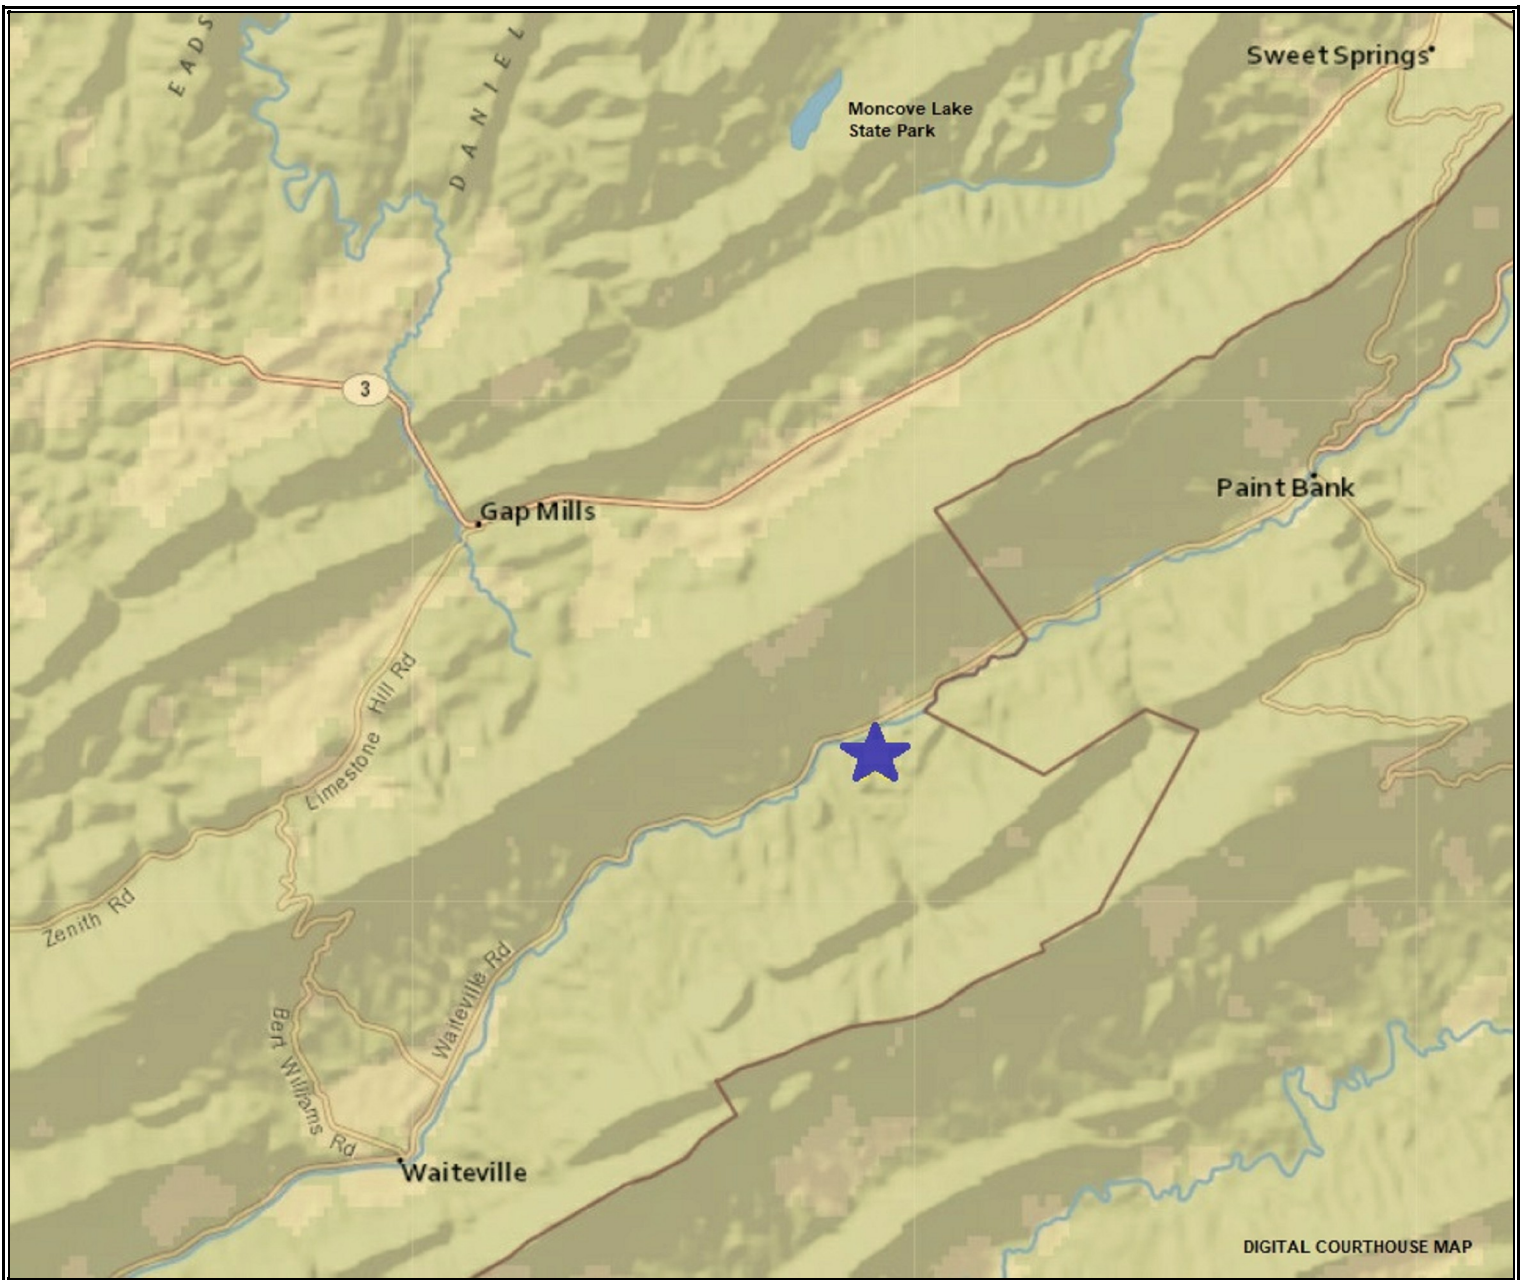 EADS
DANIEL
Sweet Springs
Moncove Lake
State Park
3
Gap Mills
Paint Bank
Limestone Hill Rd
Zenith Rd
Waiteville Rd
Bert Williams Rd
Waiteville
DIGITAL COURTHOUSE MAP